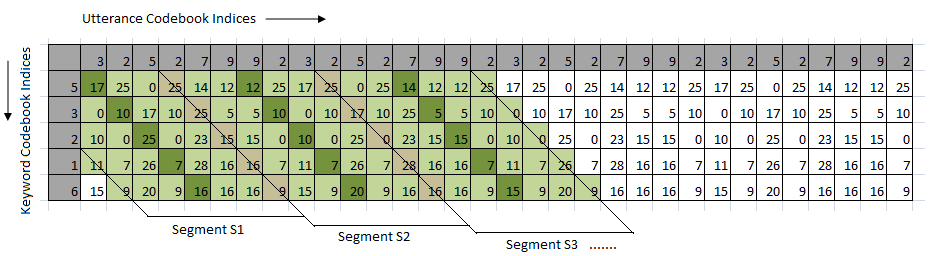 Utterance Codebook Indices
Keyword Codebook Indices
3 2 5 2 7 9 9 2 3 2 5 2 7 9 9 2 3 2 5 2 7 9 9 2 3 2 5 2 7 9 9 2
5 17 25 0 25 14 12 12 25 17 25 0 25 14 12 12 25 17 25 0 25 14 12 12 25 17 25 0 25 14 12 12 25
3 0 10 17 10 25 5 5 10 0 10 17 10 25 5 5 10 0 10 17 10 25 5 5 10 0 10 17 10 25 5 5 10
2 10 0 25 0 23 15 15 0 10 0 25 0 23 15 15 0 10 0 25 0 23 15 15 0 10 0 25 0 23 15 15 0
1 11 7 26 7 28 16 16 7 11 7 26 7 28 16 16 7 11 7 26 7 28 16 16 7 11 7 26 7 28 16 16 7
6 15 9 20 9 16 16 16 9 15 9 20 9 16 16 16 9 15 9 20 9 16 16 16 9 15 9 20 9 16 16 16 9
Segment S1
Segment S2
Segment S3 .......